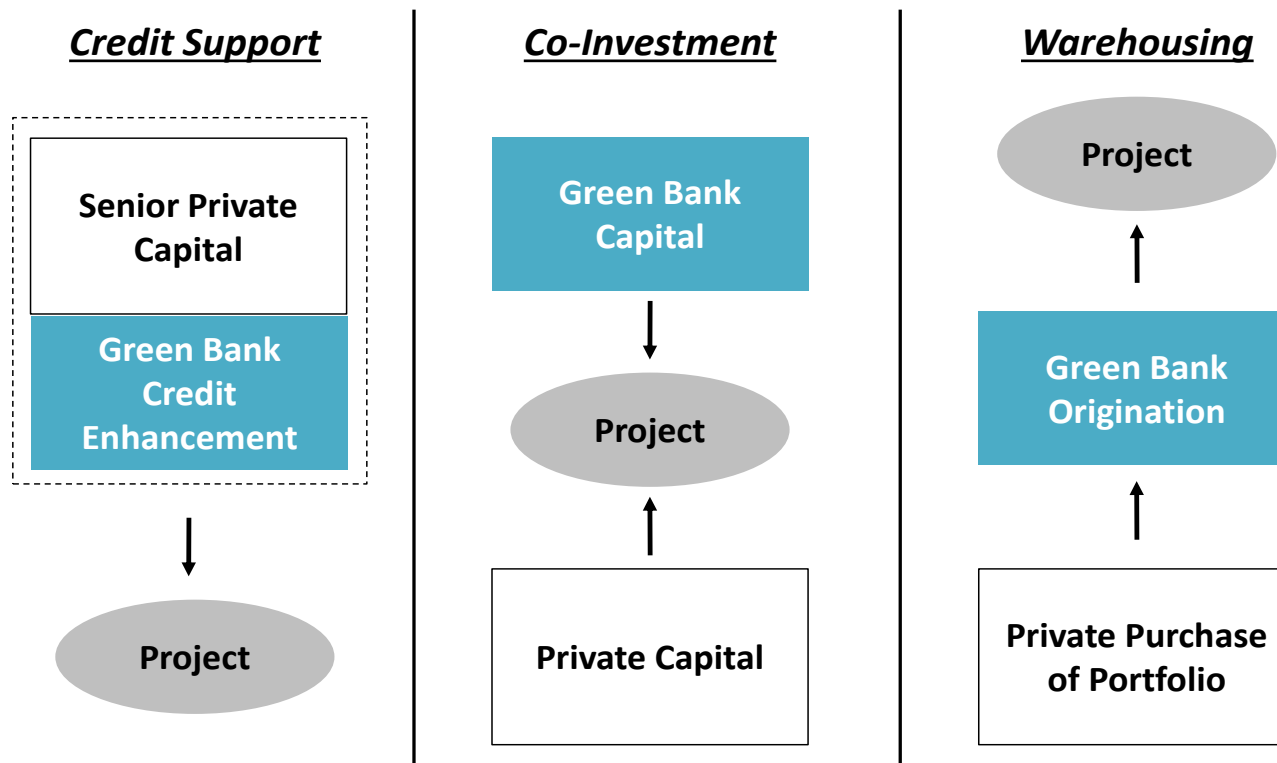 Credit Support
Senior Private
Capital
Green Bank
Credit
Enhancement
Project
Co-Investment
Green Bank
Capital
Project
Private Capital
Warehousing
Project
Green Bank
Origination
Private Purchase
of Portfolio